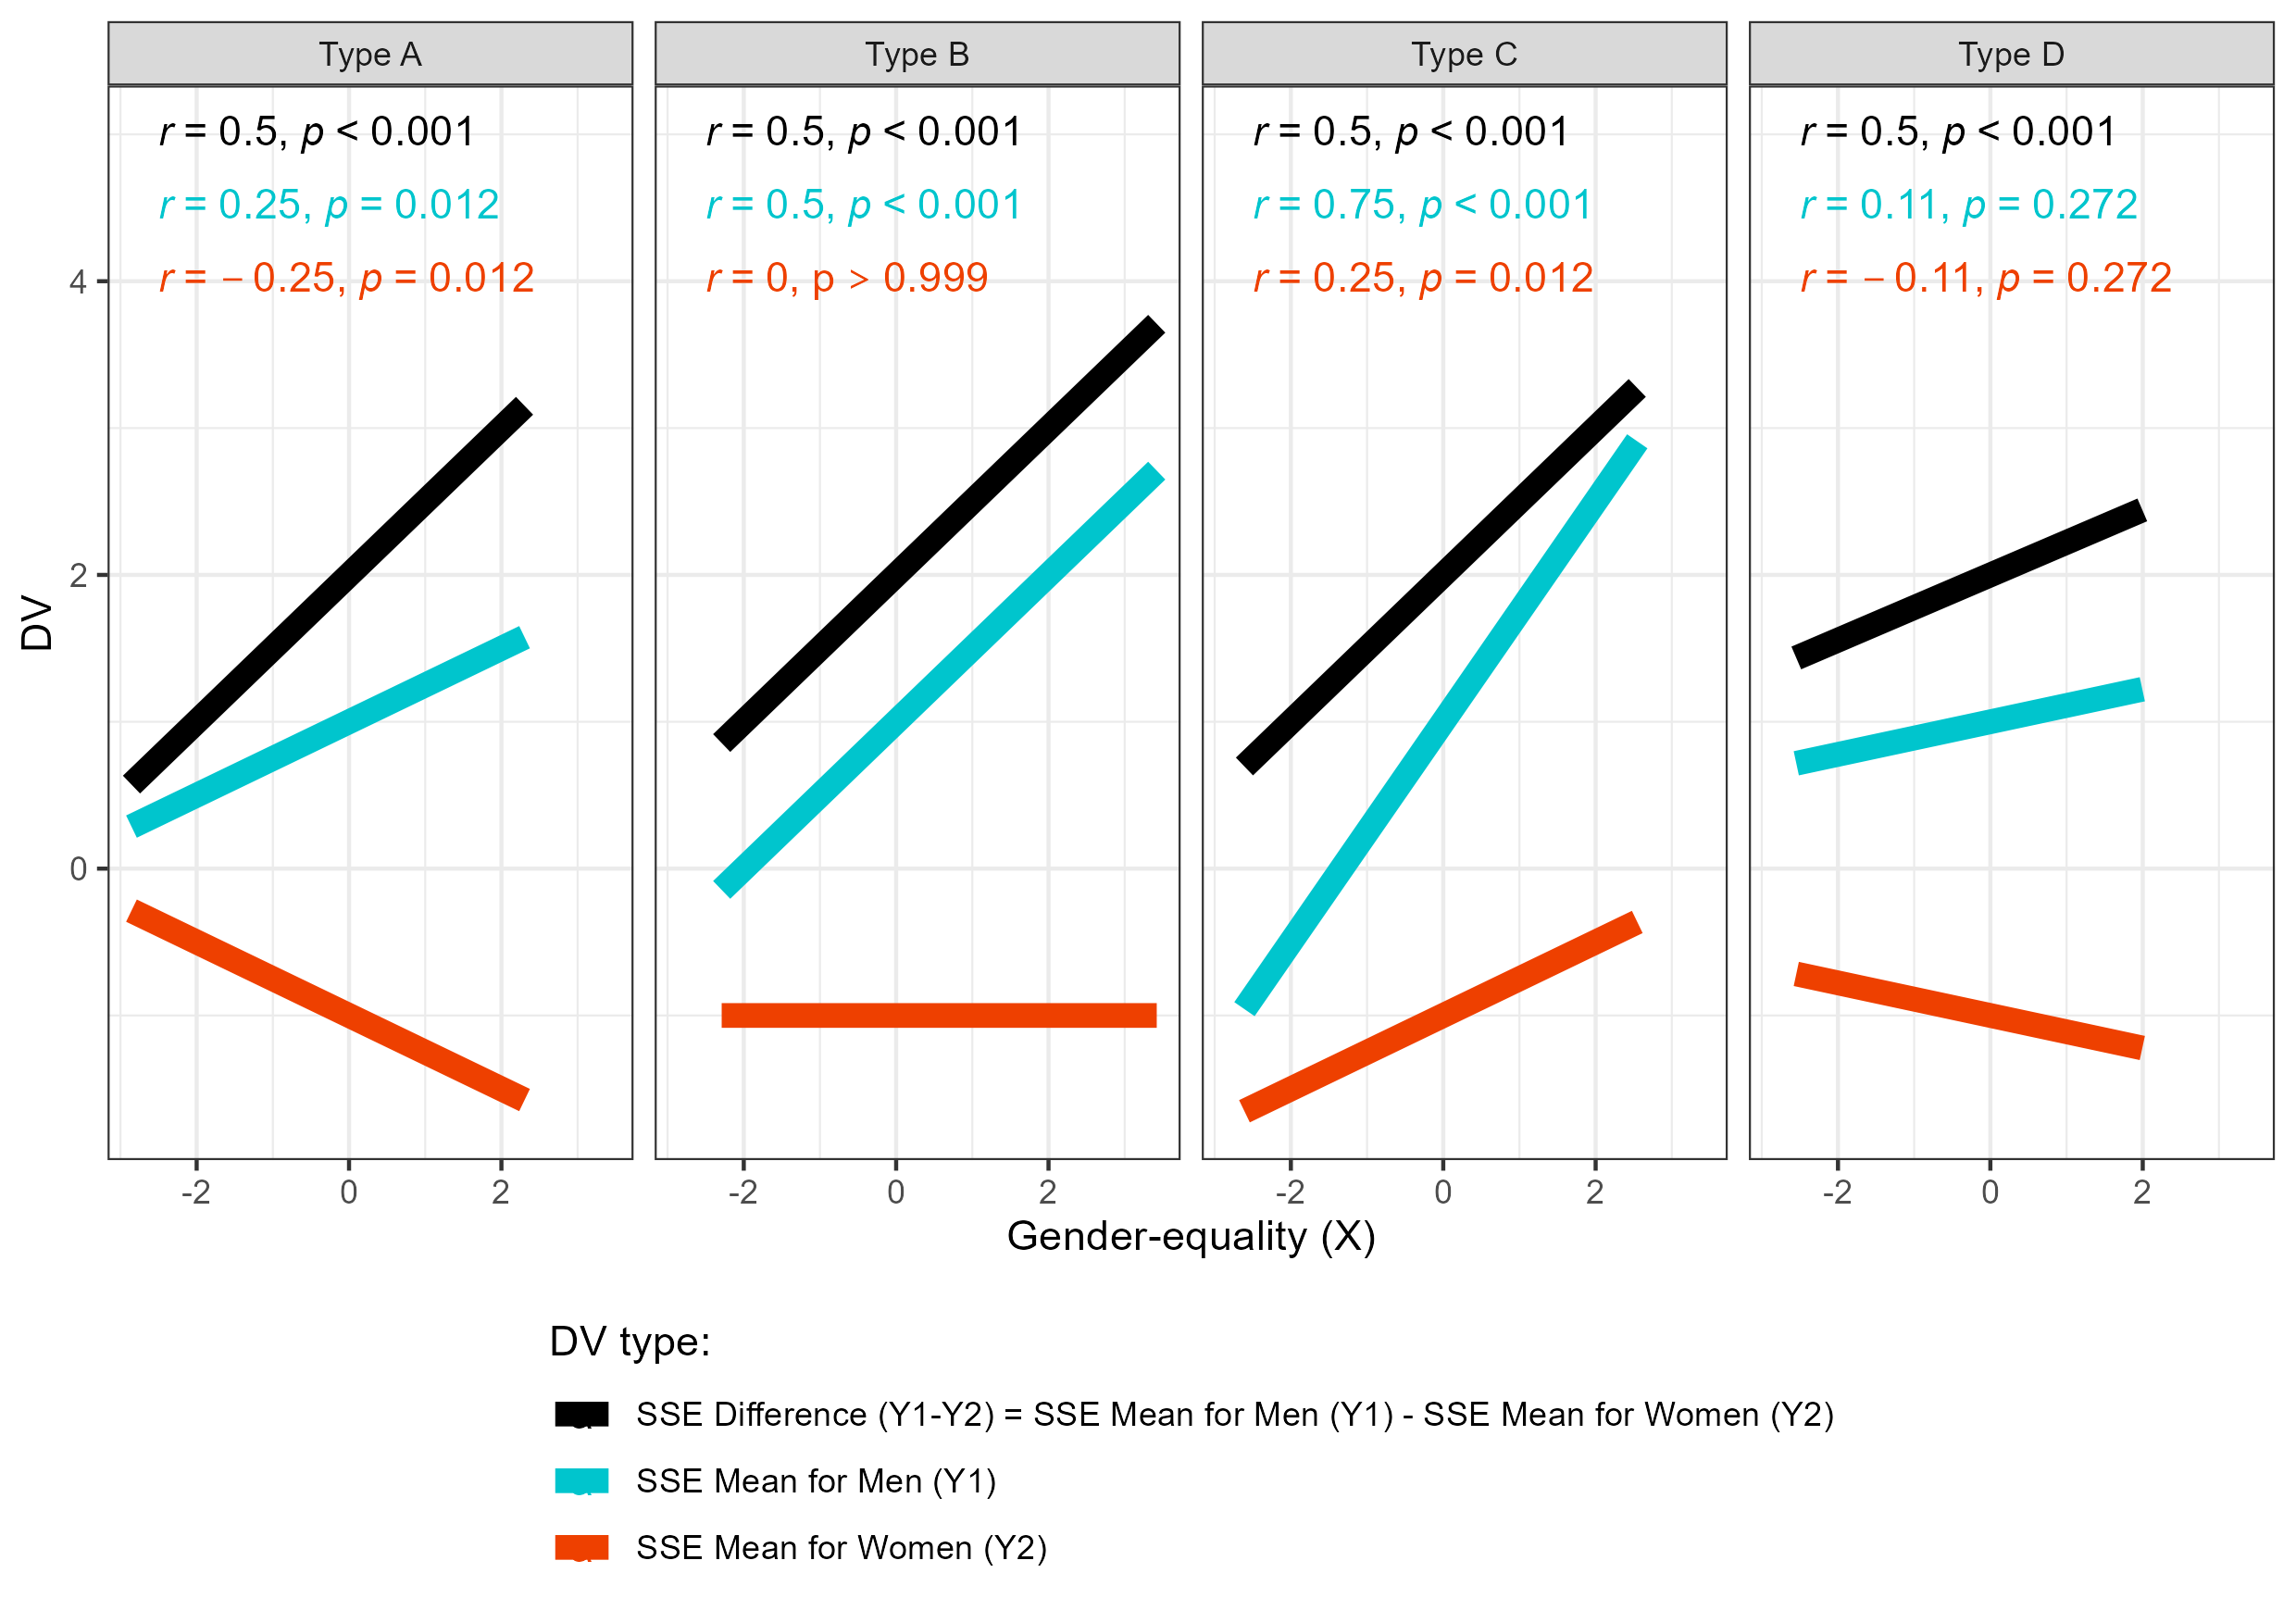 Type A
Type B
Type C
Type D
r = 0.5, p < 0.001
r = 0.25, p = 0.012
r = − 0.25, p = 0.012
r = 0.5, p < 0.001
r = 0.5, p < 0.001
r = 0, p > 0.999
r = 0.5, p < 0.001
r = 0.75, p < 0.001
r = 0.25, p = 0.012
r = 0.5, p < 0.001
r = 0.11, p = 0.272
r = − 0.11, p = 0.272
DV
4
2
0
-2 0 2
-2 0 2
-2 0 2
-2 0 2
Gender-equality (X)
DV type:
SSE Difference (Y1-Y2) = SSE Mean for Men (Y1) - SSE Mean for Women (Y2)
SSE Mean for Men (Y1)
SSE Mean for Women (Y2)